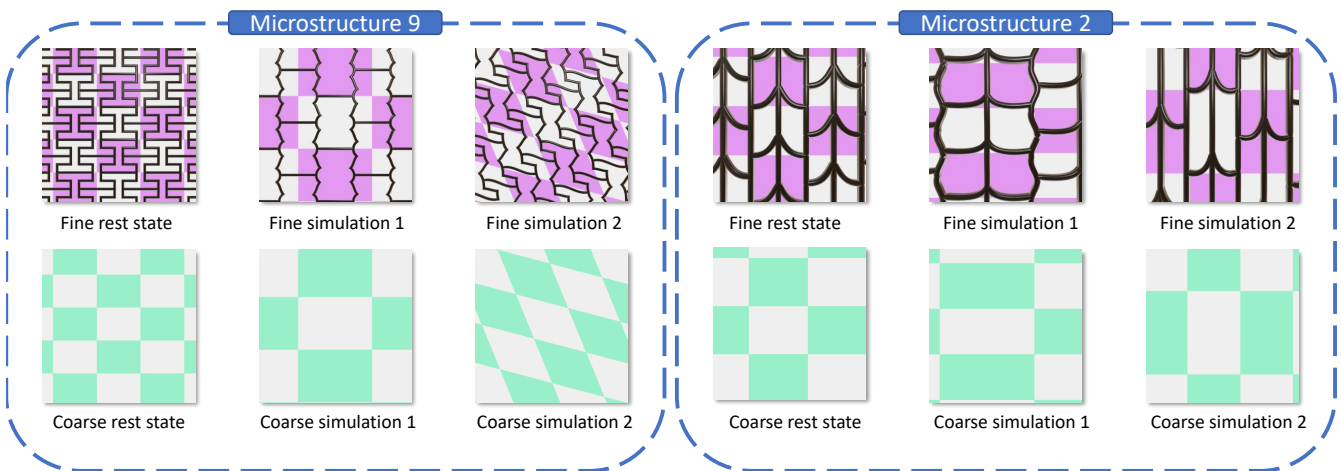 Microstructure 9
Fine rest state
Fine simulation 1
Fine simulation 2
Coarse rest state
Coarse simulation 1
Coarse simulation 2
Microstructure 2
Fine rest state
Fine simulation 1
Fine simulation 2
Coarse rest state
Coarse simulation 1
Coarse simulation 2